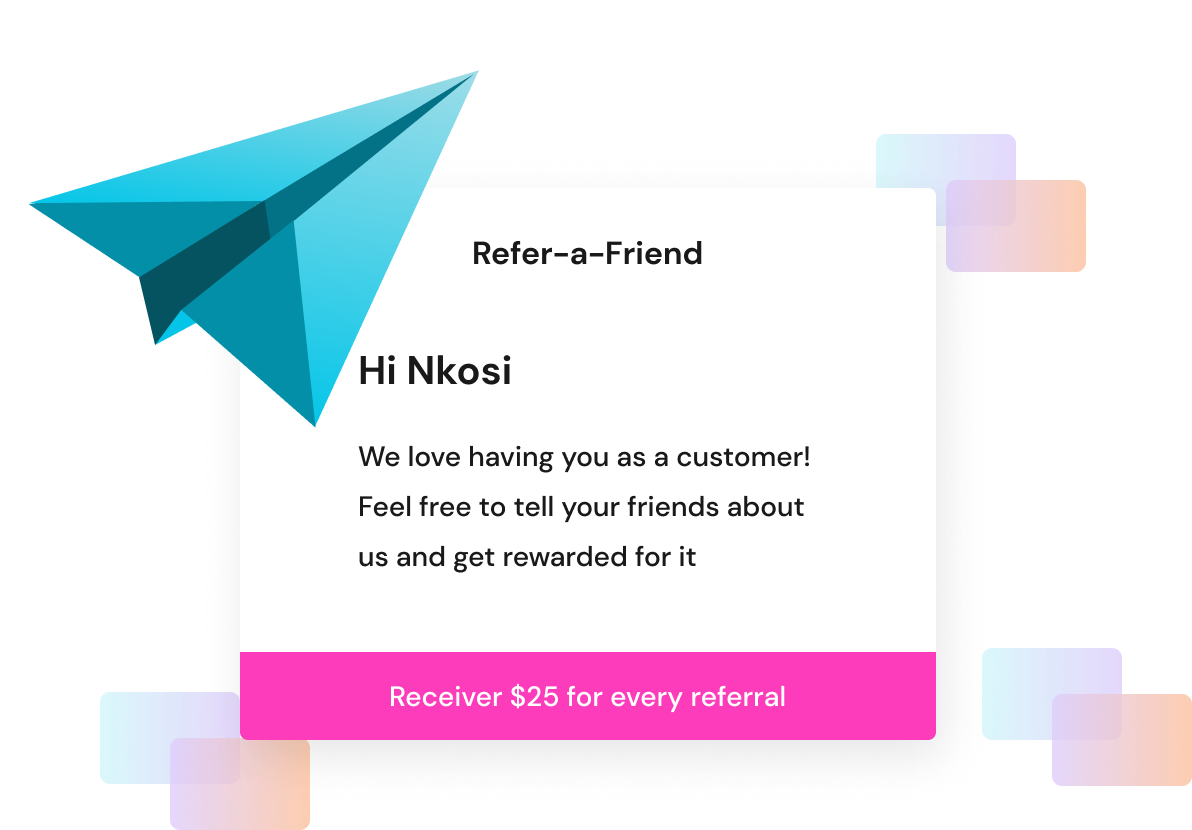 Refer-a-Friend
Hi Nkosi
We love having you as a customer!
Feel free to tell your friends about
us and get rewarded for it
Receiver $25 for every referral